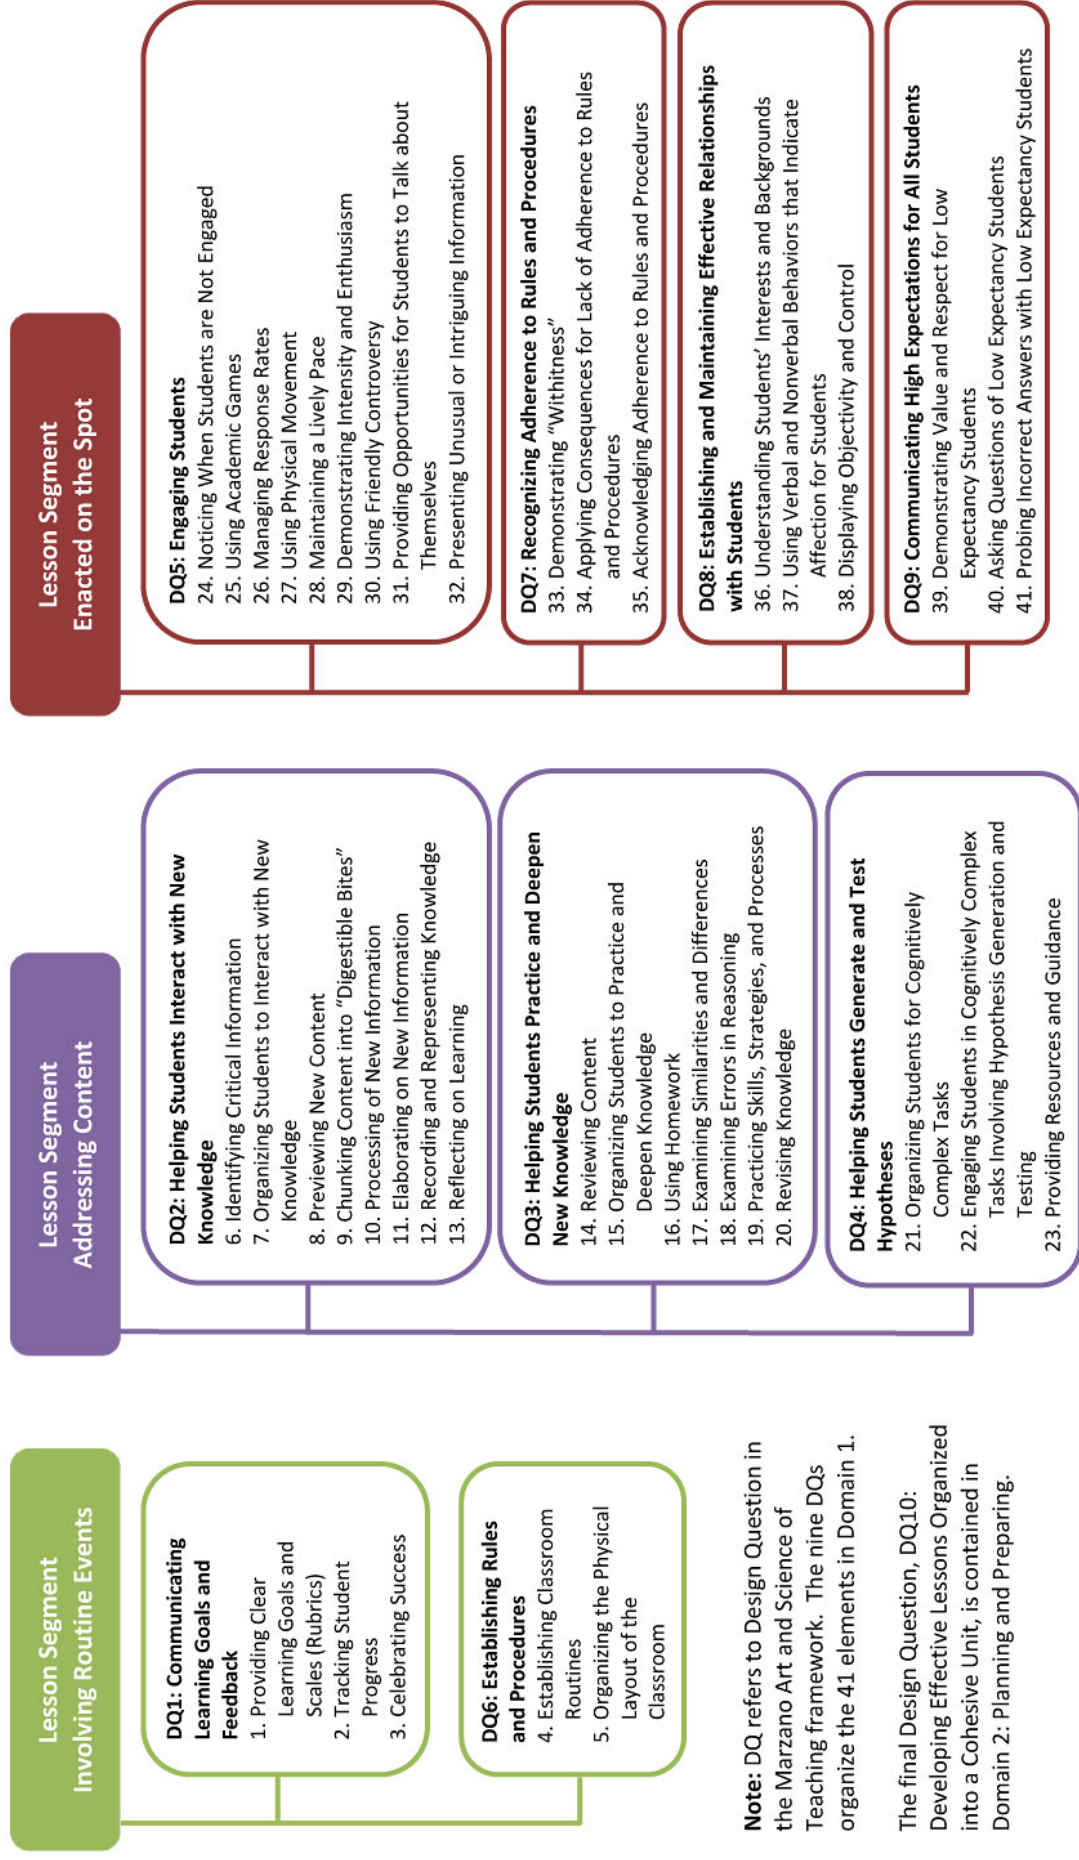 Lesson Segment
Involving Routine Events
DQ1: Communicating
Learning Goals and
Feedback
1. Providing Clear
Learning Goals and
Scales (Rubrics)
2. Tracking Student
Progress
3. Celebrating Success
DQ6: Establishing Rules
and Procedures
4. Establishing Classroom
Routines
5. Organizing the Physical
Layout of the
Classroom
Note: DQ refers to Design Question in
the Marzano Art and Science of
Teaching framework. The nine DQs
organize the 41 elements in Domain 1.
The final Design Question, DQ10:
Developing Effective Lessons Organized
into a Cohesive Unit, is contained in
Domain 2: Planning and Preparing.
Lesson Segment
Addressing Content
DQ2: Helping Students Interact with New
Knowledge
6. Identifying Critical Information
7. Organizing Students to Interact with New
Knowledge
8. Previewing New Content
9. Chunking Content into “Digestible Bites”
10. Processing of New Information
11. Elaborating on New Information
12. Recording and Representing Knowledge
13. Reflecting on Learning
DQ3: Helping Students Practice and Deepen
New Knowledge
14. Reviewing Content
15. Organizing Students to Practice and
Deepen Knowledge
16. Using Homework
17. Examining Similarities and Differences
18. Examining Errors in Reasoning
19. Practicing Skills, Strategies, and Processes
20. Revising Knowledge
DQ4: Helping Students Generate and Test
Hypotheses
21. Organizing Students for Cognitively
Complex Tasks
22. Engaging Students in Cognitively Complex
Tasks Involving Hypothesis Generation and
Testing
23. Providing Resources and Guidance
Lesson Segment
Enacted on the Spot
DQ5: Engaging Students
24. Noticing When Students are Not Engaged
25. Using Academic Games
26. Managing Response Rates
27. Using Physical Movement
28. Maintaining a Lively Pace
29. Demonstrating Intensity and Enthusiasm
30. Using Friendly Controversy
31. Providing Opportunities for Students to Talk about
Themselves
32. Presenting Unusual or Intriguing Information
DQ7: Recognizing Adherence to Rules and Procedures
33. Demonstrating “Withitness”
34. Applying Consequences for Lack of Adherence to Rules
and Procedures
35. Acknowledging Adherence to Rules and Procedures
DQ8: Establishing and Maintaining Effective Relationships
with Students
36. Understanding Students’ Interests and Backgrounds
37. Using Verbal and Nonverbal Behaviors that Indicate
Affection for Students
38. Displaying Objectivity and Control
DQ9: Communicating High Expectations for All Students
39. Demonstrating Value and Respect for Low
Expectancy Students
40. Asking Questions of Low Expectancy Students
41. Probing Incorrect Answers with Low Expectancy Students